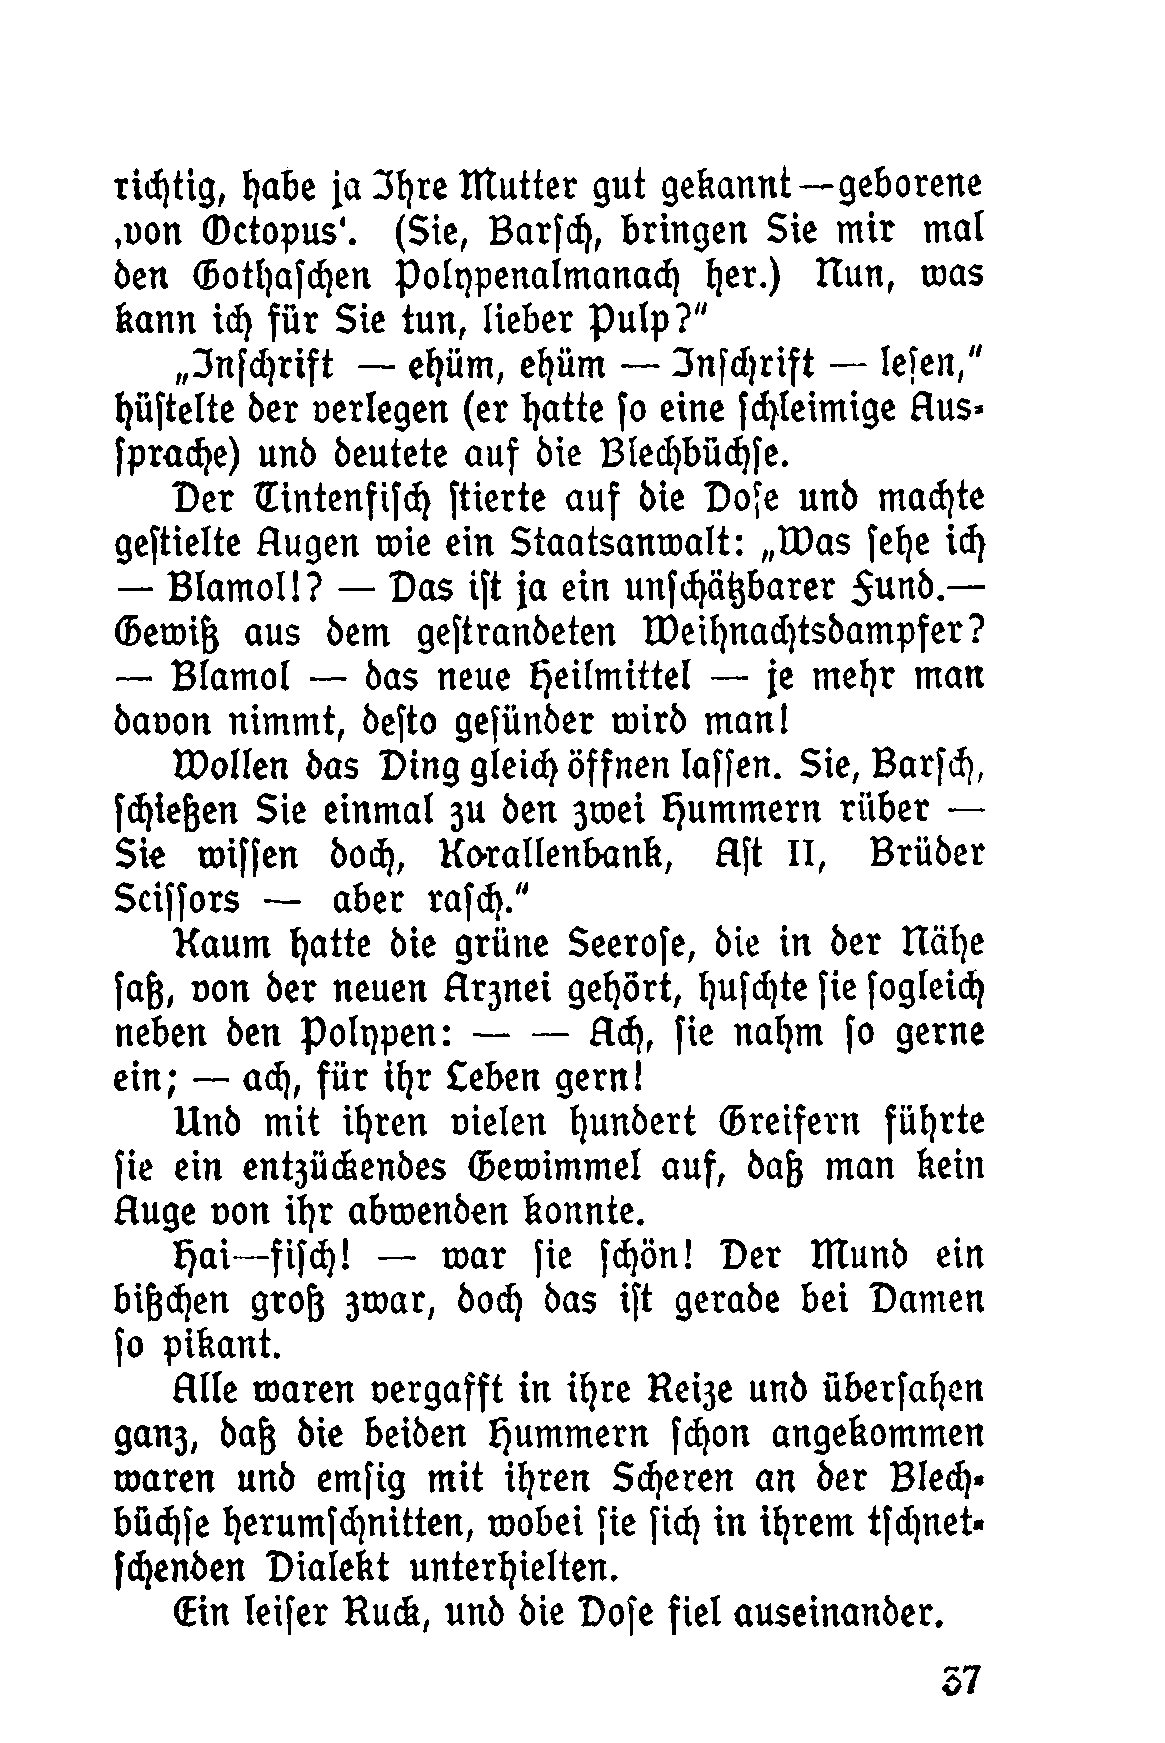 richtig, habe ja Ihre Mutter gut gekannt—geborene
‚von Octopus‘. (Sie, Barſch, bringen Sie mir mal
den Gothaſchen Polypenalmanach her.) Nun, was
kann ich für Sie tun, lieber Pulp?“
„Inſchrift — ehüm, ehüm — Inſchrift — leſen,“
hüſtelte der verlegen (er hatte ſo eine ſchleimige Aus-
ſprache) und deutete auf die Blechbüchſe.
Der Tintenfiſch ſtierte auf die Doſe und machte
geſtielte Augen wie ein Staatsanwalt: „Was ſehe ich
— Blamol!? — Das iſt ja ein unſchätzbarer Fund.—
Gewiß aus dem geſtrandeten Weihnachtsdampfer?
— Blamol — das neue Heilmittel — je mehr man
davon nimmt, deſto geſünder wird man!
Wollen das Ding gleich öffnen laſſen. Sie, Barſch,
ſchießen Sie einmal zu den zwei Hummern rüber —
Sie wiſſen doch, Korallenbank, Aſt II, Brüder
Sciſſors — aber raſch.“
Kaum hatte die grüne Seeroſe, die in der Nähe
ſaß, von der neuen Arznei gehört, huſchte ſie ſogleich
neben den Polypen: — — Ach, ſie nahm ſo gerne
ein; — ach, für ihr Leben gern!
Und mit ihren vielen hundert Greifern führte
ſie ein entzückendes Gewimmel auf, daß man kein
Auge von ihr abwenden konnte.
Hai—fiſch! — war ſie ſchön! Der Mund ein
bißchen groß zwar, doch das iſt gerade bei Damen
ſo pikant.
Alle waren vergafft in ihre Reize und überſahen
ganz, daß die beiden Hummern ſchon angekommen
waren und emſig mit ihren Scheren an der Blech-
büchſe herumſchnitten, wobei ſie ſich in ihrem tſchnet-
ſchenden Dialekt unterhielten.
Ein leiſer Ruck, und die Doſe fiel auseinander.
37